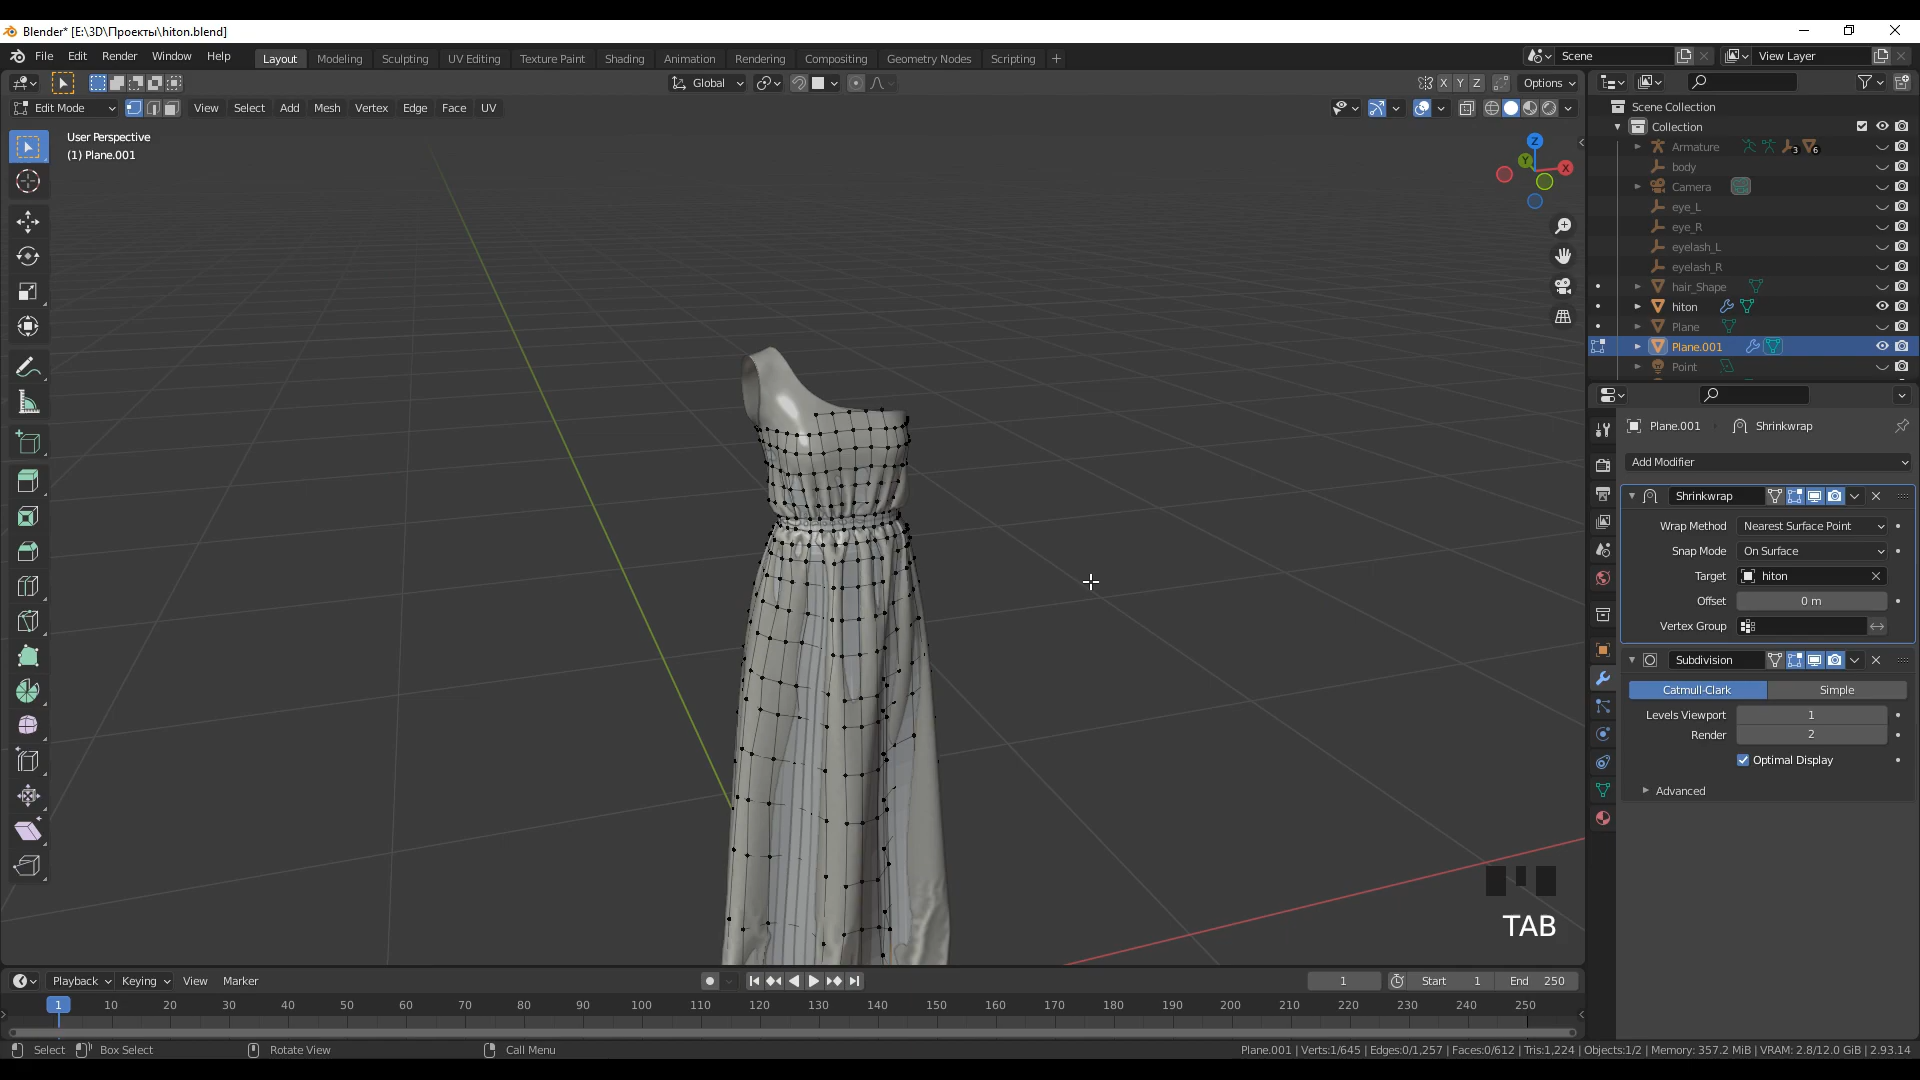 Blender* [E:\3D\Проекты\hiton.blend]
File Edit Render Window Help Layout Modeling Sculpting UV Editing Texture Paint Shading Animation Rendering Compositing Geometry Nodes Scripting + Scene View Layer
Global X Y Z Options
Edit Mode View Select Add Mesh Vertex Edge Face UV
User Perspective
(1) Plane.001
Z
Y
X
Scene Collection
Collection
Armature 3 6
body
Camera
eye_L
eye_R
eyelash_L
eyelash_R
hair_Shape
hiton
Plane
Plane.001
Point
Plane.001 Shrinkwrap
Add Modifier
Shrinkwrap
Wrap Method Nearest Surface Point
Snap Mode On Surface
Target hiton
Offset 0 m
Vertex Group
Subdivision
Catmull-Clark Simple
Levels Viewport 1
Render 2
Optimal Display
Advanced
TAB
Playback Keying View Marker 1 Start 1 End 250
1 10 20 30 40 50 60 70 80 90 100 110 120 130 140 150 160 170 180 190 200 210 220 230 240 250
Select Box Select Rotate View Call Menu Plane.001 | Verts:1/645 | Edges:0/1,257 | Faces:0/612 | Tris:1,224 | Objects:1/2 | Memory: 357.2 MiB | VRAM: 2.8/12.0 GiB | 2.93.14